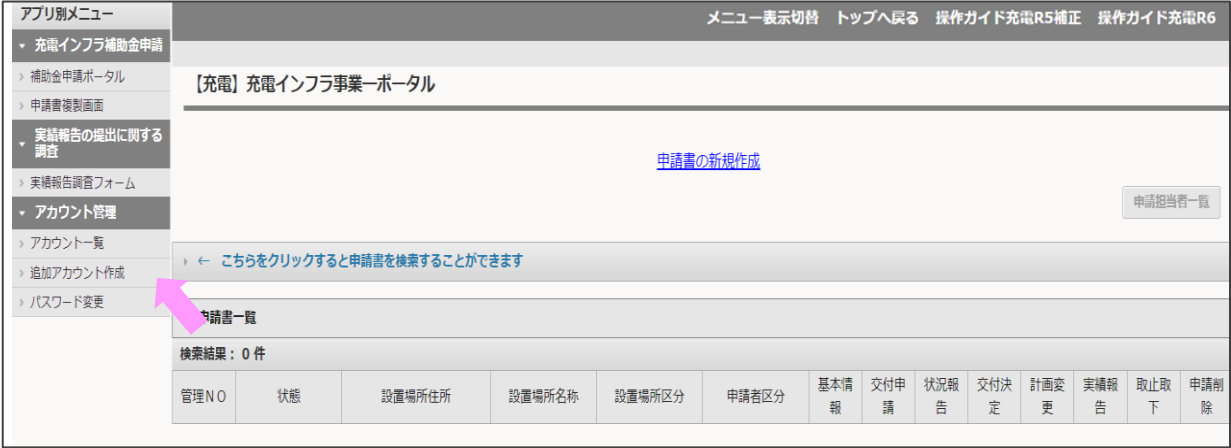 アプリ別メニュー
メニュー表示切替 トップへ戻る 操作ガイド充電R5補正 操作ガイド充電R6
充電インフラ補助金申請
補助金申請ポータル
申請書複製画面
実績報告の提出に関する
調査
実績報告調査フォーム
アカウント管理
アカウント一覧
追加アカウント作成
パスワード変更
【充電】充電インフラ事業ーポータル
申請書の新規作成
申請担当者一覧
← こちらをクリックすると申請書を検索することができます
申請書一覧
検索結果: 0 件
管理NO 状態 設置場所住所 設置場所名称 設置場所区分 申請者区分 基本情報 交付申請 状況報告 交付決定 計画変更 実績報告 取止取下 申請削除